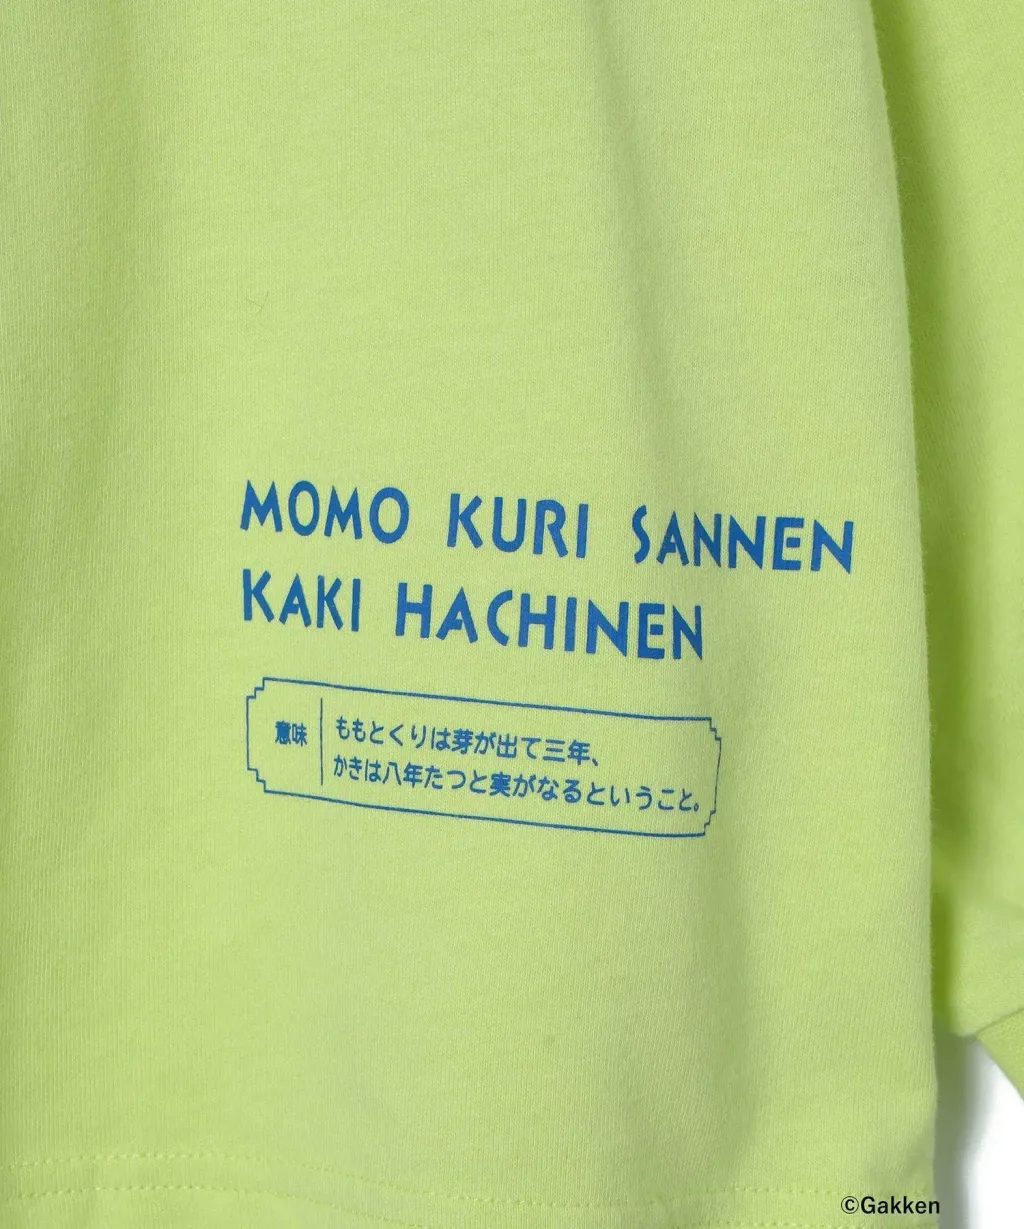 MOMO KURI SANNEN
KAKI HACHINEN
意味
ももとくりは芽が出て三年、
かきは八年たつと実がなるということ。
©Gakken